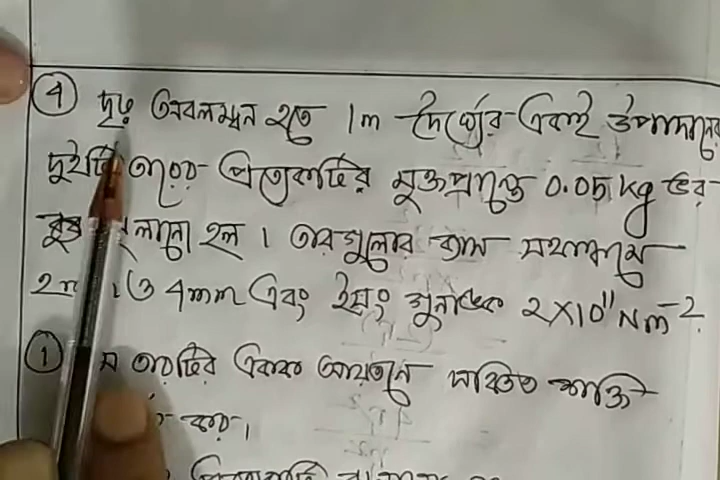 (4) দৃঢ় অবলম্বন হতে 1m দৈর্ঘ্যের একই উপাদানের
দুইটি তারের প্রত্যেকটির মুক্তপ্রান্তে 0.05 kg ভর
ঝুলানো হল। তারগুলোর ব্যাস যথাক্রমে
ও 4mm এবং ইয়ং গুনাঙ্ক 2×10¹¹ Nm⁻².
(1) ম তারটির একক আয়তনে সঞ্চিত শক্তি
কর।